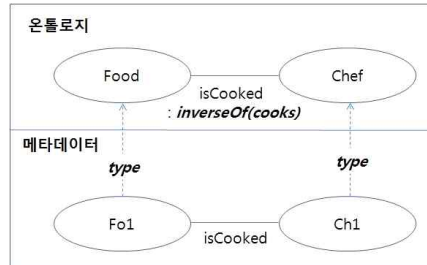 온톨로지
Food
Chef
isCooked
: inverseOf(cooks)
메타데이터
type
type
Fo1
Ch1
isCooked